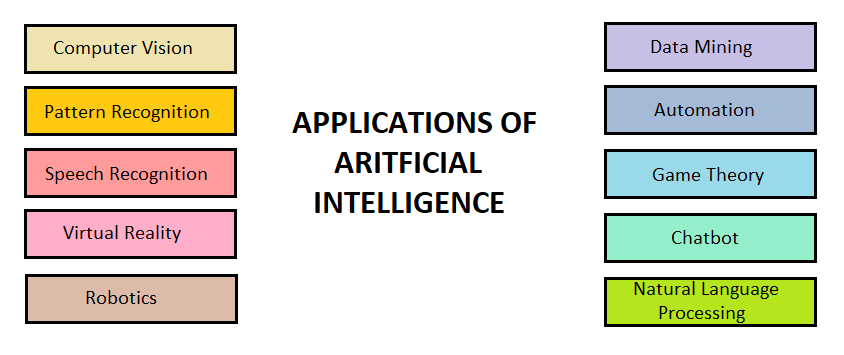 Computer Vision
Pattern Recognition
Speech Recognition
Virtual Reality
Robotics
APPLICATIONS OF
ARITFICIAL
INTELLIGENCE
Data Mining
Automation
Game Theory
Chatbot
Natural Language
Processing